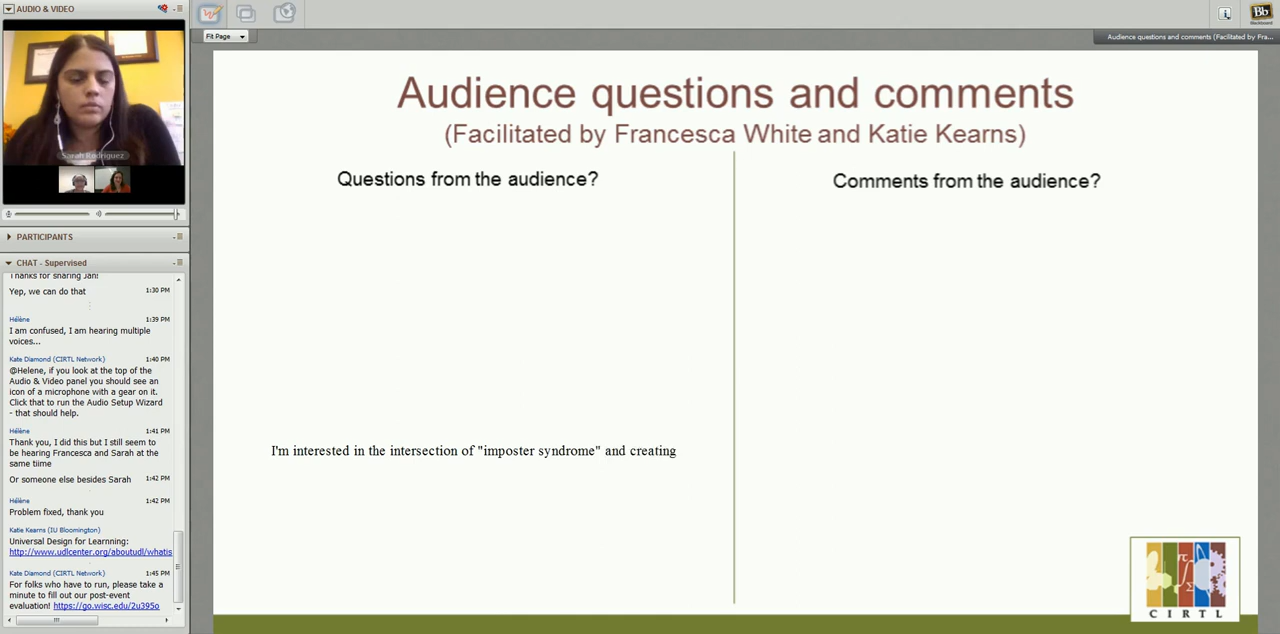 AUDIO & VIDEO
Sarah Rodriguez
PARTICIPANTS
CHAT - Supervised
Thanks for sharing Jan!
Yep, we can do that 1:30 PM
Hélène 1:39 PM
I am confused, I am hearing multiple
voices...
Kate Diamond (CIRTL Network) 1:40 PM
@Helene, if you look at the top of the
Audio & Video panel you should see an
icon of a microphone with a gear on it.
Click that to run the Audio Setup Wizard
- that should help.
Hélène 1:41 PM
Thank you, I did this but I still seem to
be hearing Francesca and Sarah at the
same tiime
Or someone else besides Sarah 1:42 PM
Hélène 1:42 PM
Problem fixed, thank you
Katie Kearns (IU Bloomington)
Universal Design for Learnning:
http://www.udlcenter.org/aboutudl/whatis
Kate Diamond (CIRTL Network) 1:45 PM
For folks who have to run, please take a
minute to fill out our post-event
evaluation! https://go.wisc.edu/2u395o
Fit Page
Bb
Blackboard
Audience questions and comments (Facilitated by Fra...
Audience questions and comments
(Facilitated by Francesca White and Katie Kearns)
Questions from the audience?
Comments from the audience?
I'm interested in the intersection of "imposter syndrome" and creating
CIRTL